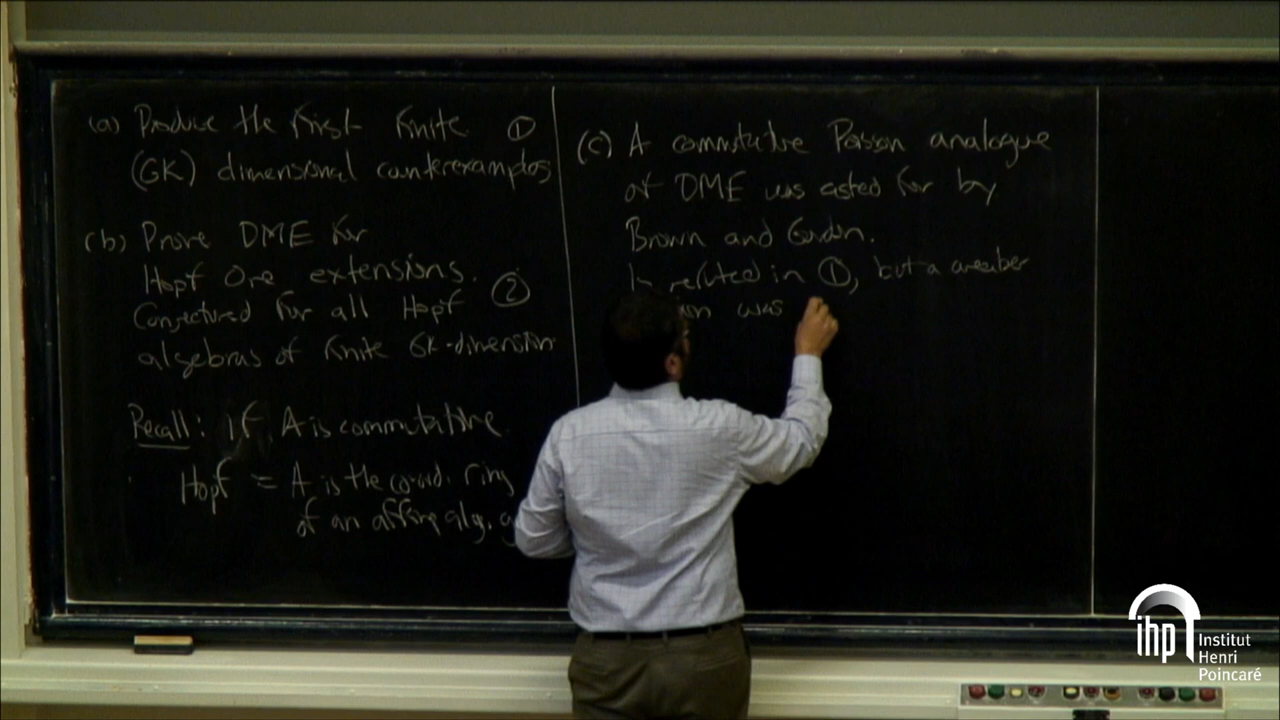 (a) Produce the first finite ①
(GK) dimensional counterexamples
(b) Prove DME for
Hopf Ore extensions.
Conjectured for all Hopf ②
algebras of finite GK-dimension
Recall: if A is commutative
Hopf = A is the coord. ring
of an affine alg.
(c) A commutative Poisson analogue
of DME was asked for by
Brown and Gordon.
refuted in ①, but a weaker
was
ihp Institut
Henri
Poincaré